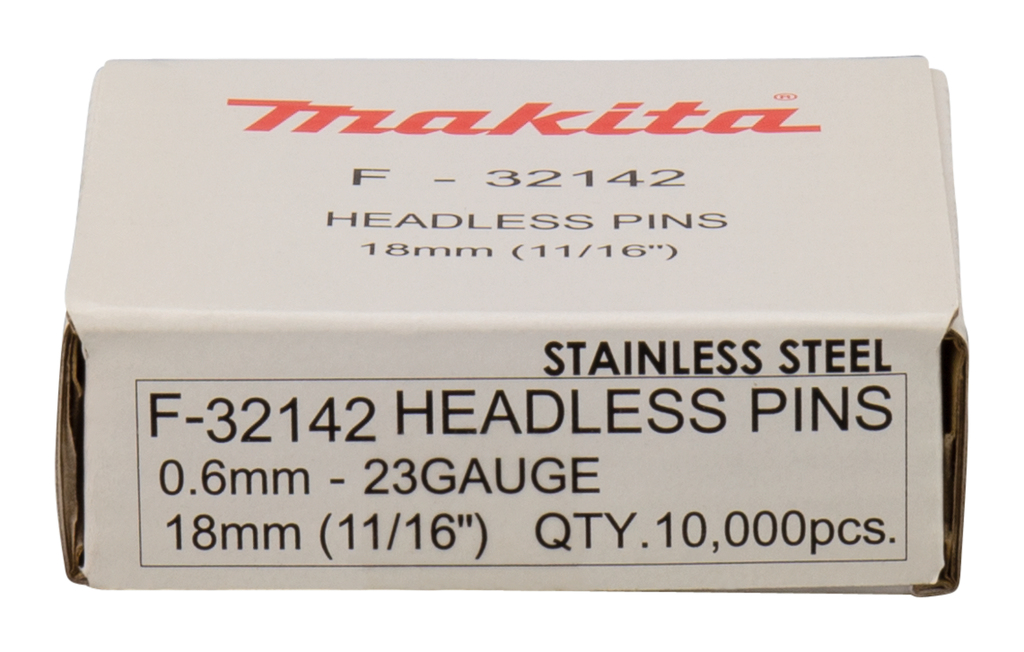 makita®
F - 32142
HEADLESS PINS
18mm (11/16")
STAINLESS STEEL
F-32142 HEADLESS PINS
0.6mm - 23GAUGE
18mm (11/16") QTY.10,000pcs.